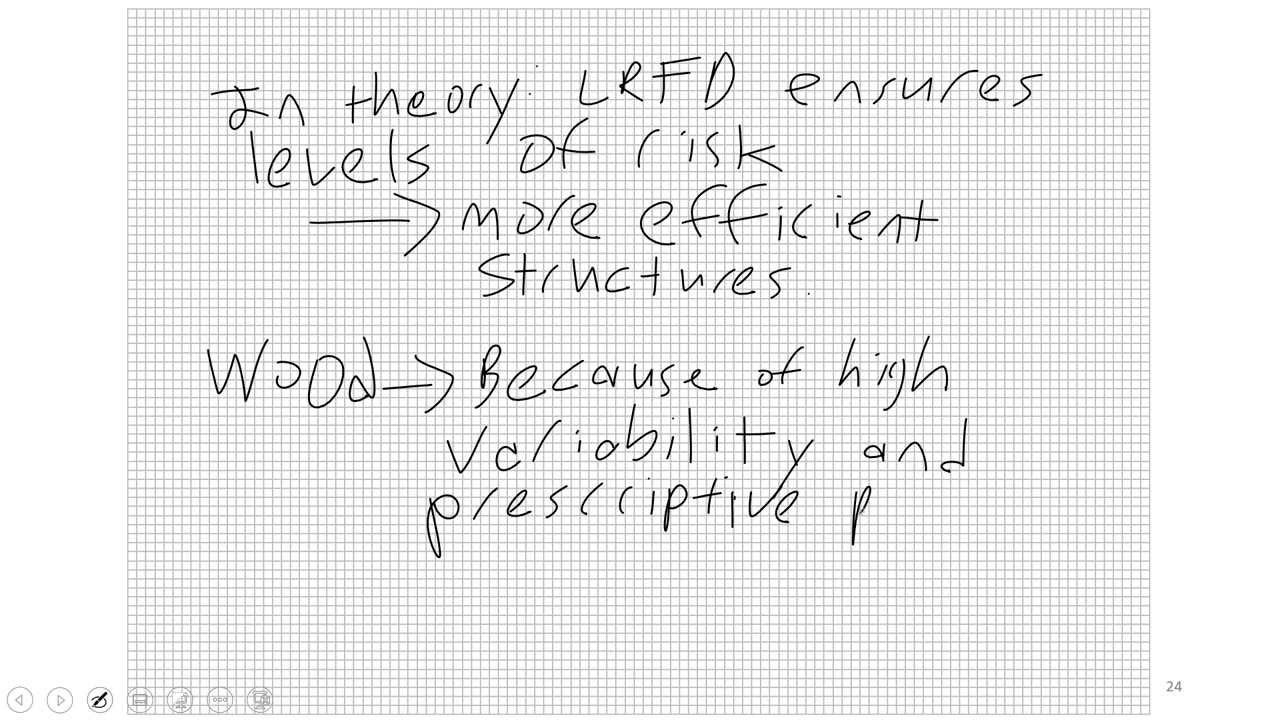 In theory. LRFD ensures
levels of risk
→ more efficient
structures.
Wood → Because of high
variability and
prescriptive p
24